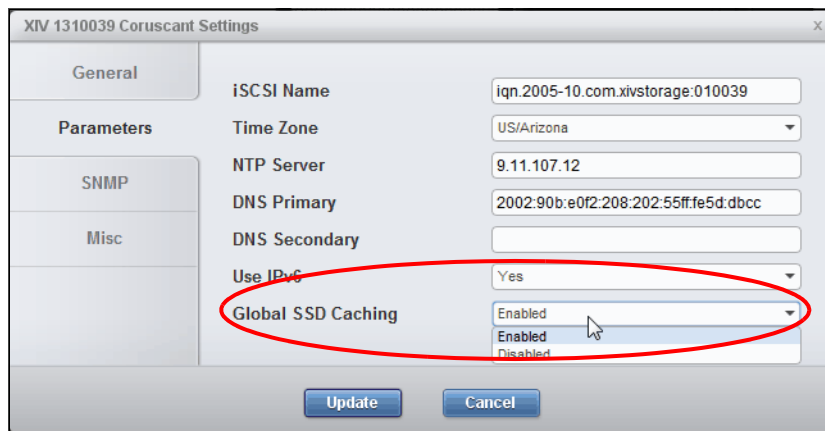 XIV 1310039 Coruscant Settings x
General
Parameters
SNMP
Misc
iSCSI Name iqn.2005-10.com.xivstorage:010039
Time Zone US/Arizona
NTP Server 9.11.107.12
DNS Primary 2002:90b:e0f2:208:202:55ff:fe5d:dbcc
DNS Secondary
Use IPv6 Yes
Global SSD Caching Enabled
Enabled
Disabled
Update Cancel